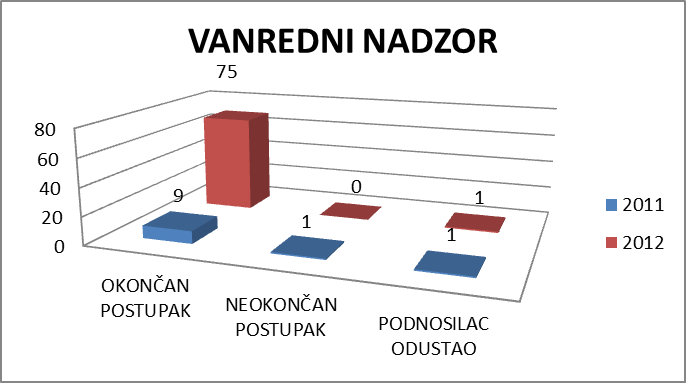 VANREDNI NADZOR
75
80
60
40
20
0
9
1
1
0
1
2011
2012
OKONČAN
POSTUPAK
NEOKONČAN
POSTUPAK
PODNOSILAC
ODUSTAO